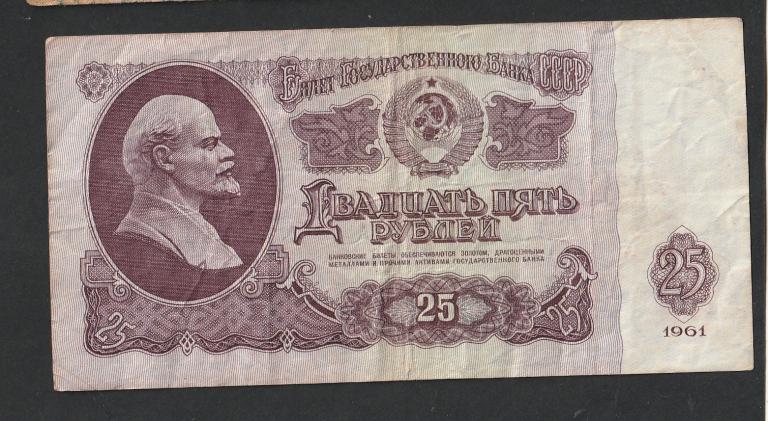 Билет Государственного Банка СССР
Двадцать пять
рублей
БАНКОВСКИЕ БИЛЕТЫ ОБЕСПЕЧИВАЮТСЯ ЗОЛОТОМ, ДРАГОЦЕННЫМИ
МЕТАЛЛАМИ И ПРОЧИМИ АКТИВАМИ ГОСУДАРСТВЕННОГО БАНКА
25
25
25
25
1961